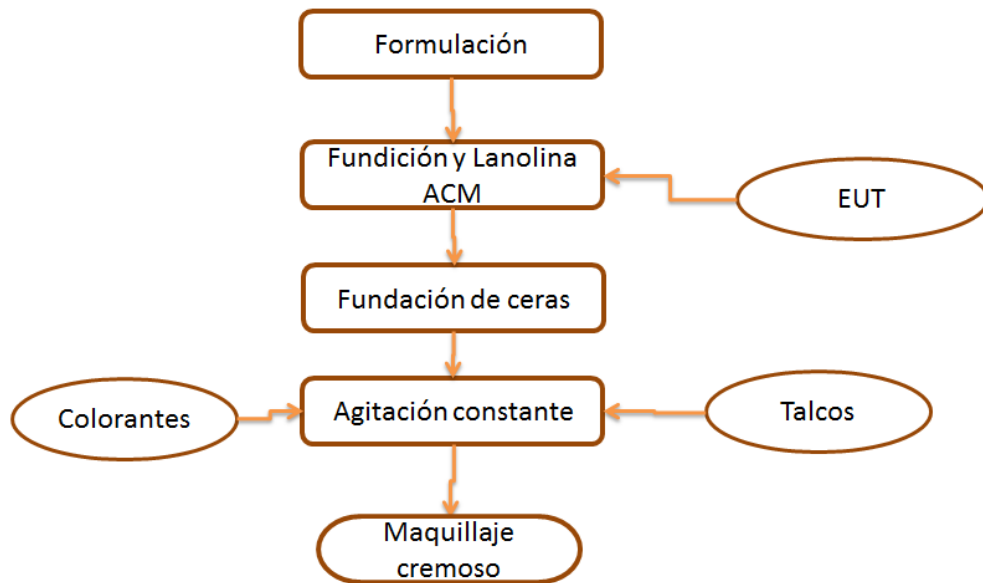 Formulación
Fundición y Lanolina
ACM
EUT
Fundación de ceras
Colorantes
Agitación constante
Talcos
Maquillaje
cremoso